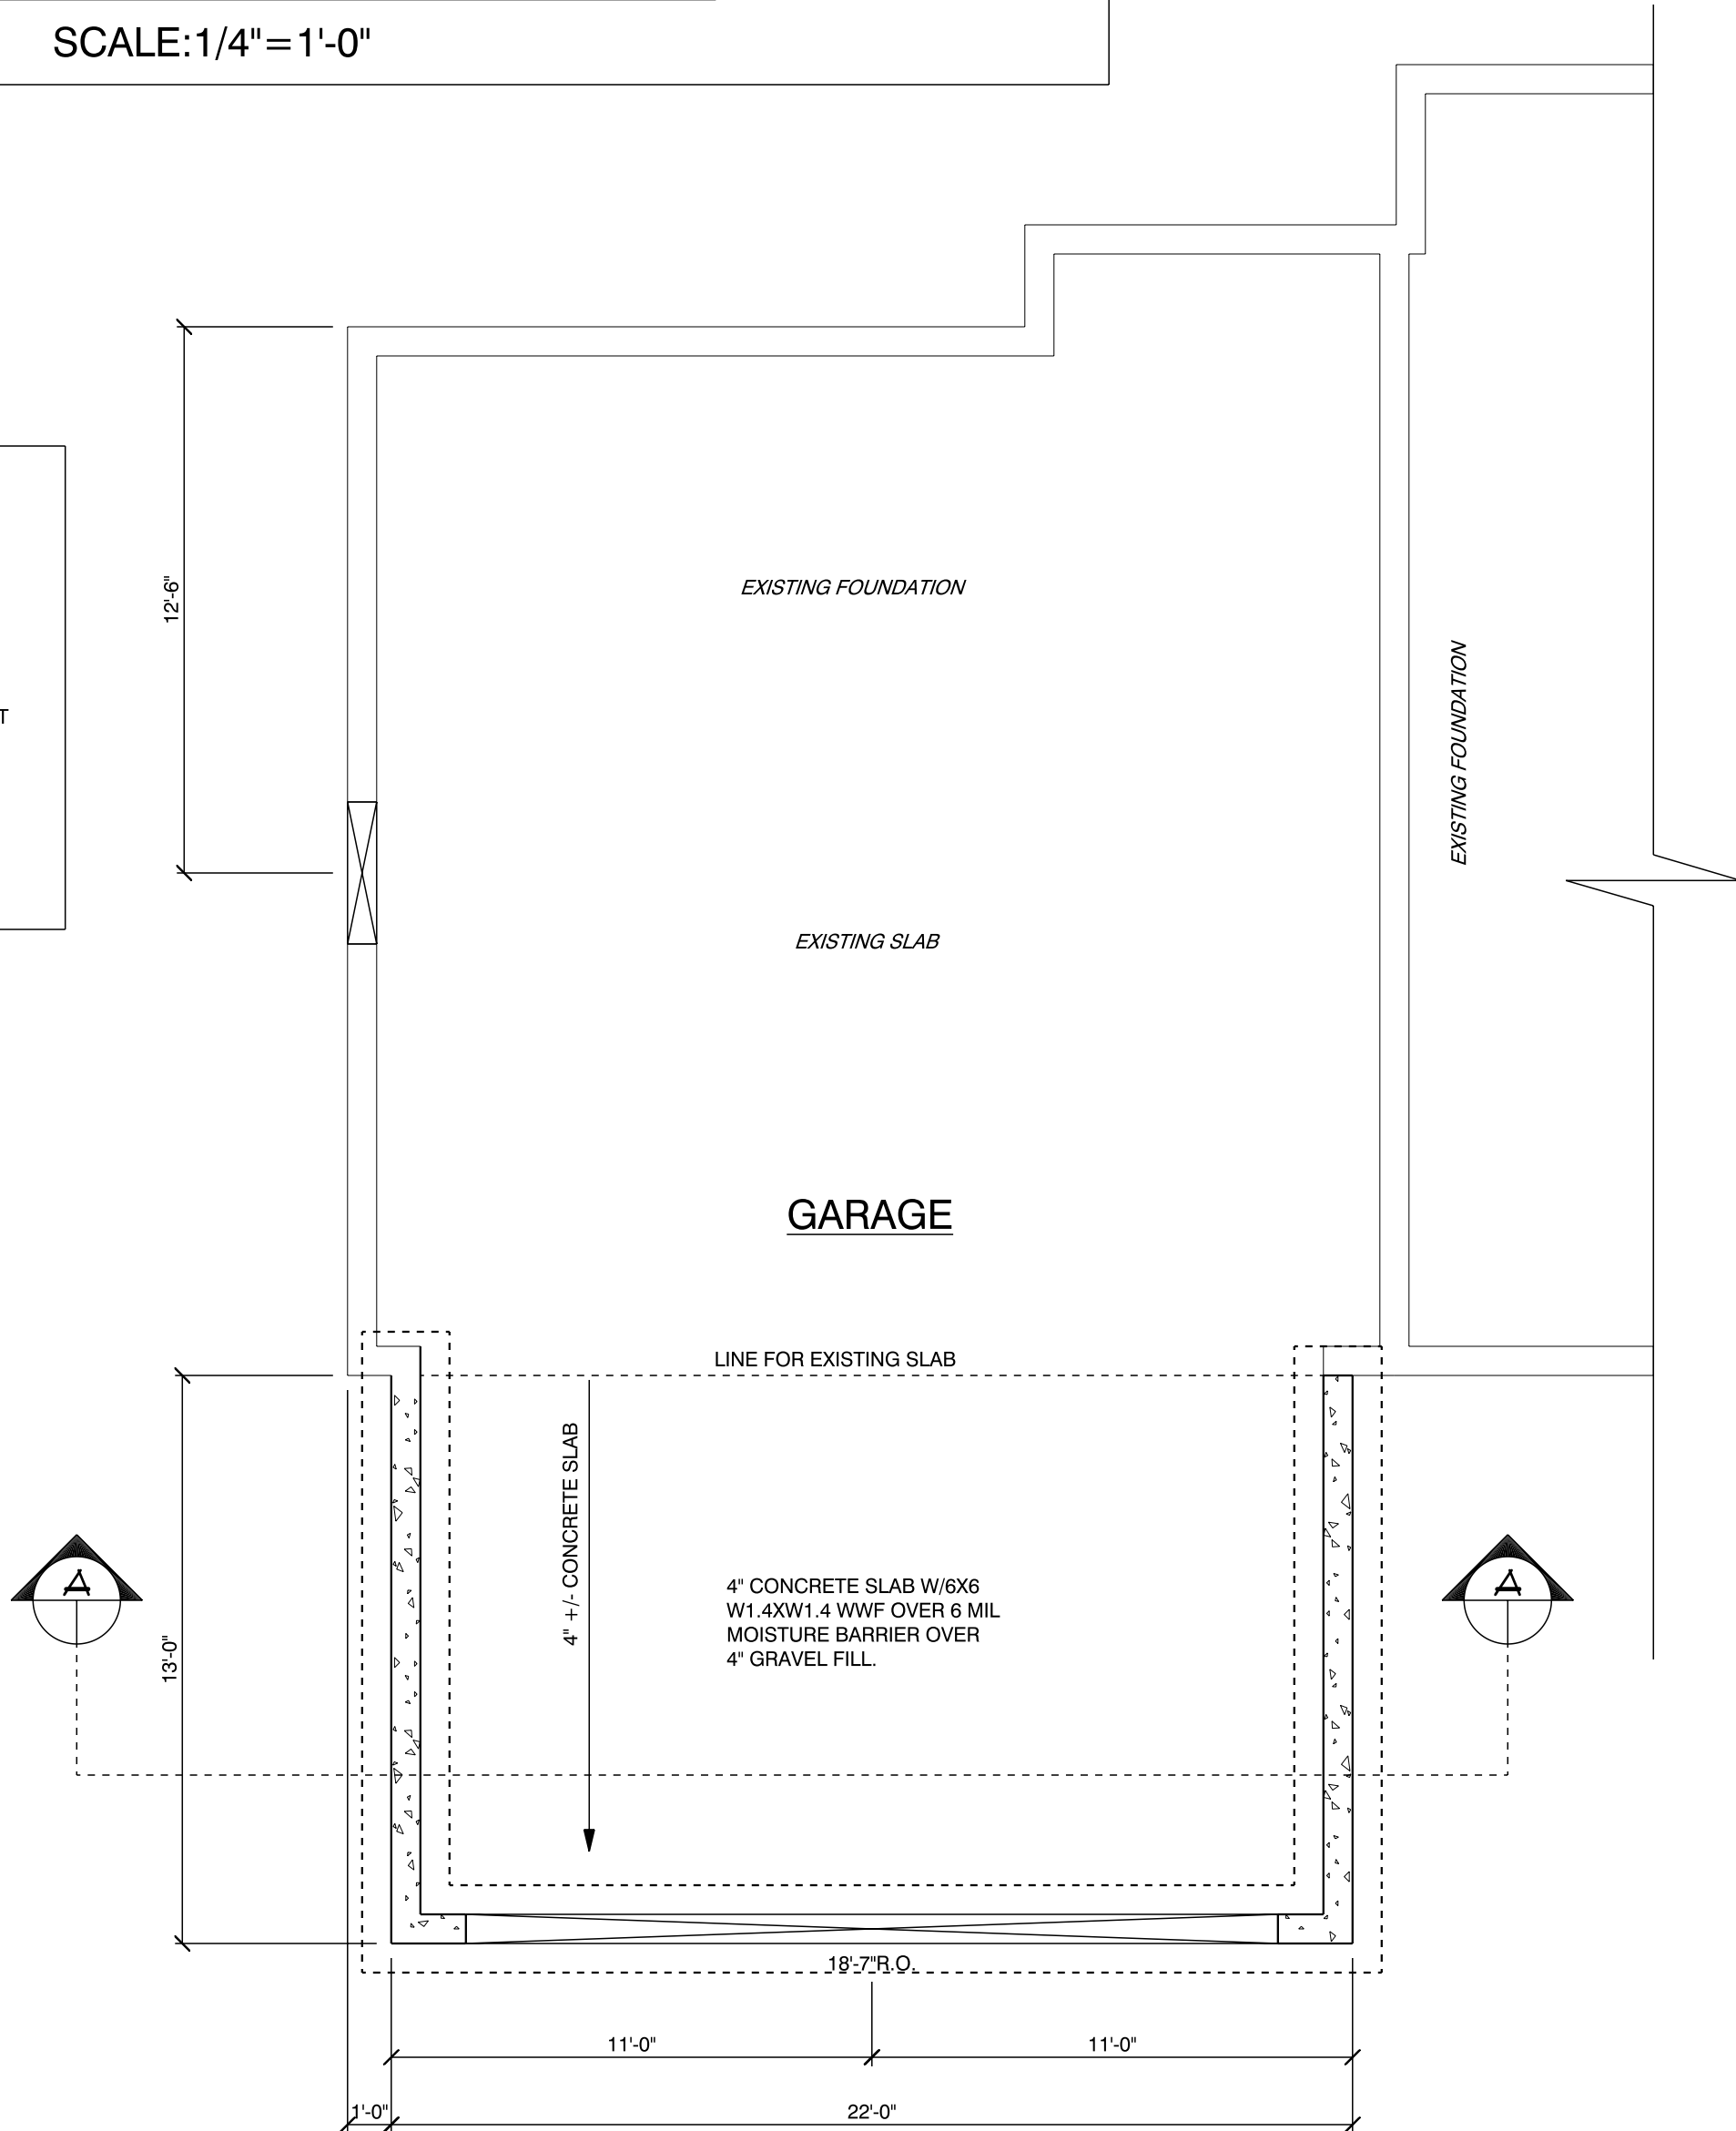 SCALE:1/4"=1'-0"
12'-6"
EXISTING FOUNDATION
EXISTING FOUNDATION
T
EXISTING SLAB
GARAGE
LINE FOR EXISTING SLAB
4" +/- CONCRETE SLAB
4" CONCRETE SLAB W/6X6
W1.4XW1.4 WWF OVER 6 MIL
MOISTURE BARRIER OVER
4" GRAVEL FILL.
A
A
13'-0"
18'-7"R.O.
11'-0"
11'-0"
1'-0"
22'-0"